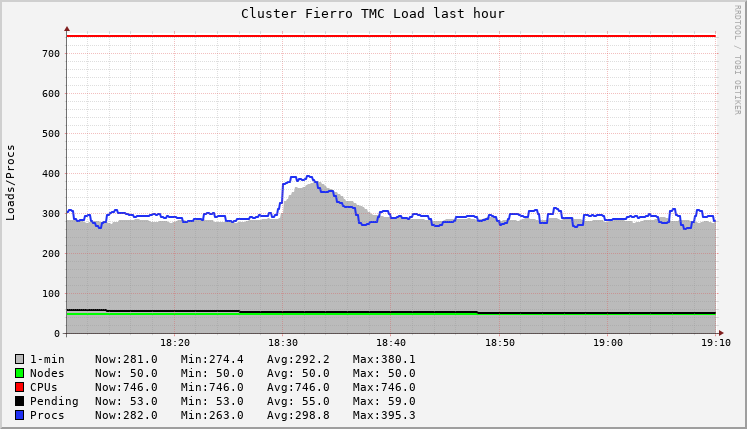 Cluster Fierro TMC Load last hour
RRDTOOL / TOBI OETIKER
Loads/Procs
700
600
500
400
300
200
100
0
18:20 18:30 18:40 18:50 19:00 19:10
1-min Now:281.0 Min:274.4 Avg:292.2 Max:380.1
Nodes Now: 50.0 Min: 50.0 Avg: 50.0 Max: 50.0
CPUs Now:746.0 Min:746.0 Avg:746.0 Max:746.0
Pending Now: 53.0 Min: 53.0 Avg: 55.0 Max: 59.0
Procs Now:282.0 Min:263.0 Avg:298.8 Max:395.3